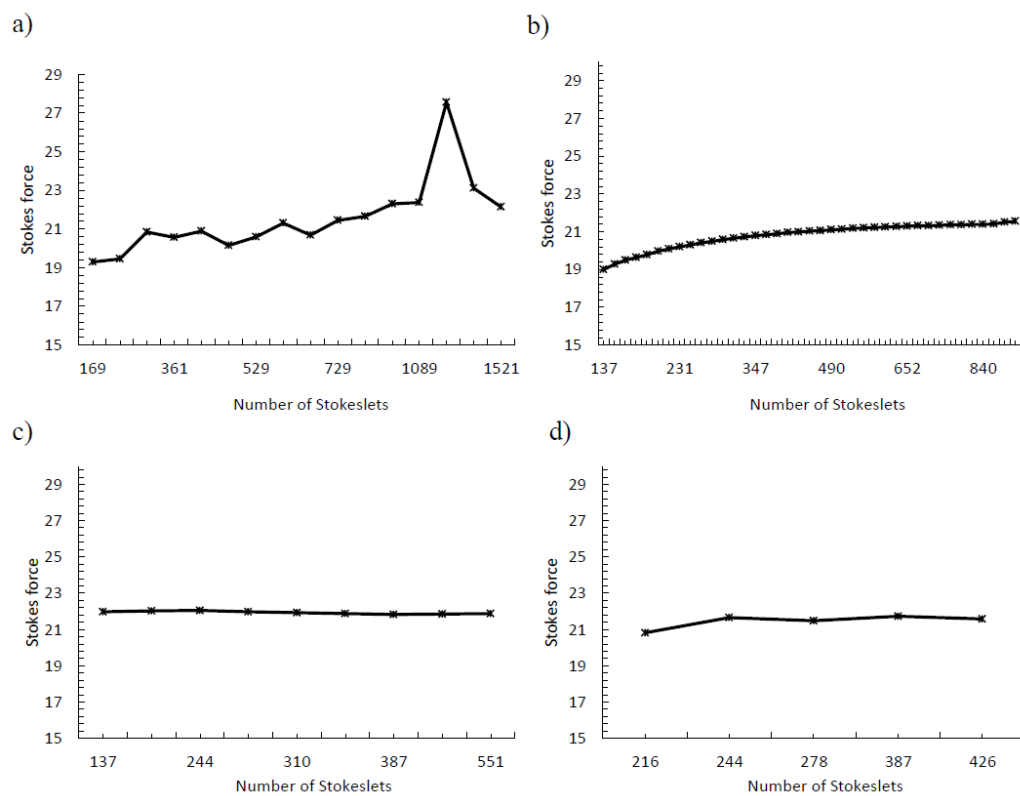 a)
29
27
25
23
21
19
17
15
Stokes force
169 361 529 729 1089 1521
Number of Stokeslets
b)
29
27
25
23
21
19
17
15
Stokes force
137 231 347 490 652 840
Number of Stokeslets
c)
29
27
25
23
21
19
17
15
Stokes force
137 244 310 387 551
Number of Stokeslets
d)
29
27
25
23
21
19
17
15
Stokes force
216 244 278 387 426
Number of Stokeslets